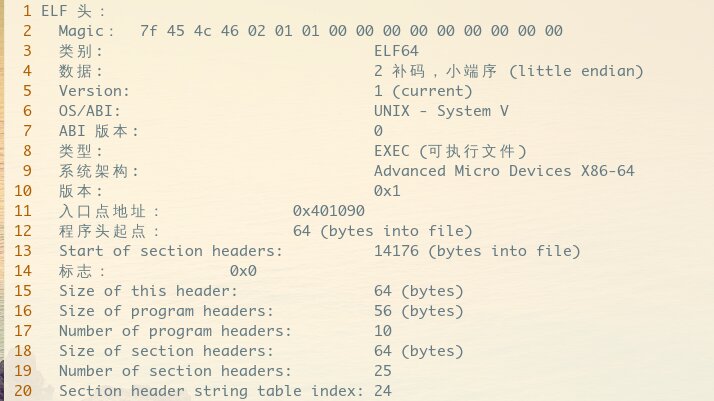 1 ELF 头：
2 Magic： 7f 45 4c 46 02 01 01 00 00 00 00 00 00 00 00 00
3 类别: ELF64
4 数据: 2 补码，小端序 (little endian)
5 Version: 1 (current)
6 OS/ABI: UNIX - System V
7 ABI 版本: 0
8 类型: EXEC (可执行文件)
9 系统架构: Advanced Micro Devices X86-64
10 版本: 0x1
11 入口点地址： 0x401090
12 程序头起点： 64 (bytes into file)
13 Start of section headers: 14176 (bytes into file)
14 标志： 0x0
15 Size of this header: 64 (bytes)
16 Size of program headers: 56 (bytes)
17 Number of program headers: 10
18 Size of section headers: 64 (bytes)
19 Number of section headers: 25
20 Section header string table index: 24